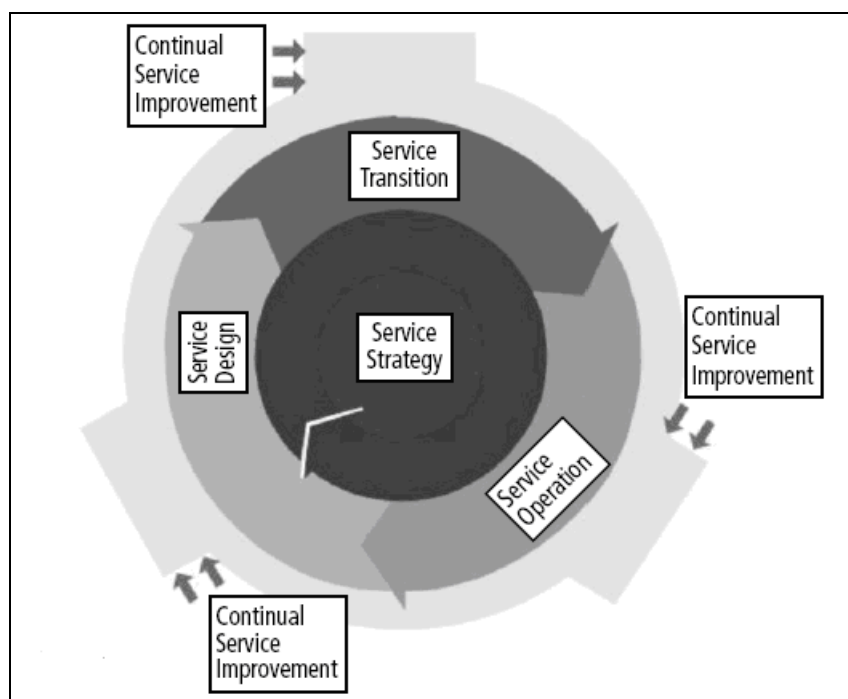 Continual
Service
Improvement
Service
Transition
Service
Design
Service
Strategy
Continual
Service
Improvement
Service
Operation
Continual
Service
Improvement